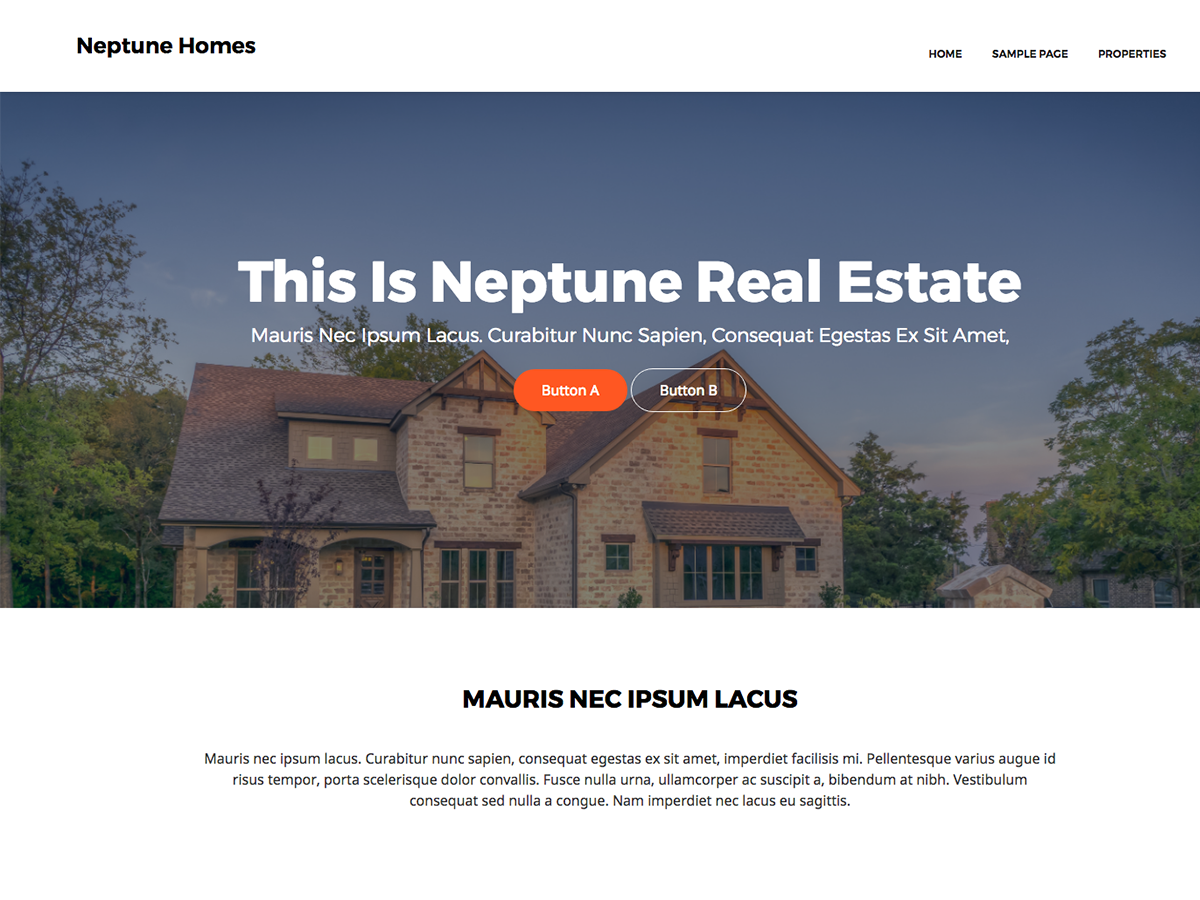 Neptune Homes
HOME SAMPLE PAGE PROPERTIES
This Is Neptune Real Estate
Mauris Nec Ipsum Lacus. Curabitur Nunc Sapien, Consequat Egestas Ex Sit Amet,
Button A Button B
MAURIS NEC IPSUM LACUS
Mauris nec ipsum lacus. Curabitur nunc sapien, consequat egestas ex sit amet, imperdiet facilisis mi. Pellentesque varius augue id
risus tempor, porta scelerisque dolor convallis. Fusce nulla urna, ullamcorper ac suscipit a, bibendum at nibh. Vestibulum
consequat sed nulla a congue. Nam imperdiet nec lacus eu sagittis.